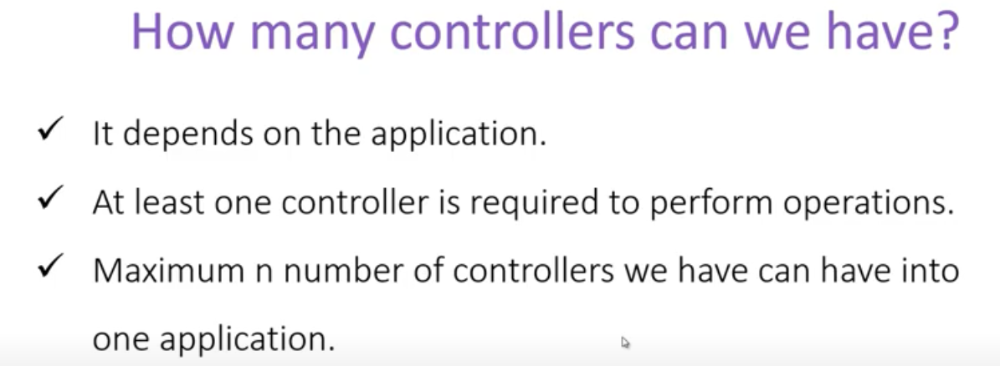 How many controllers can we have?
✓ It depends on the application.
✓ At least one controller is required to perform operations.
✓ Maximum n number of controllers we have can have into
one application.